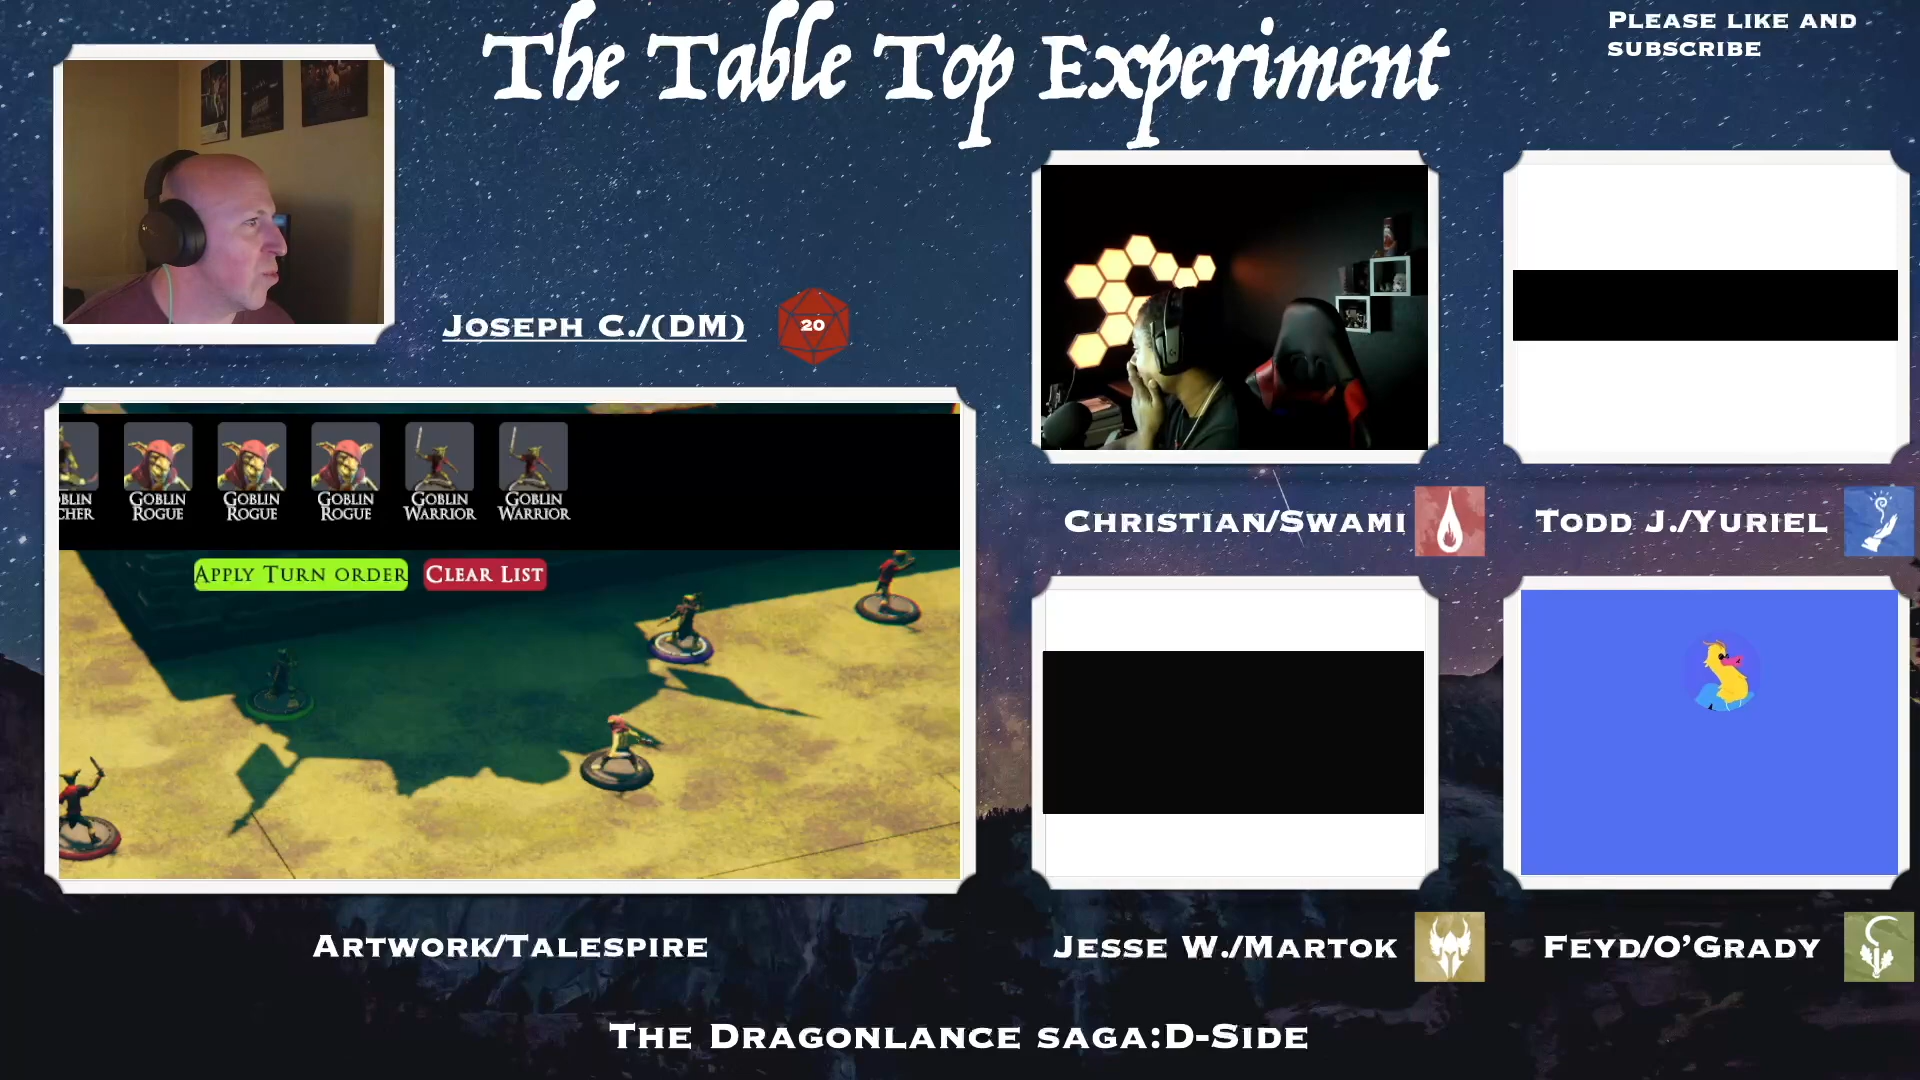 The Table Top Experiment
Please like and
subscribe
Joseph C./(DM)
20
Goblin
Rogue
Goblin
Rogue
Goblin
Rogue
Goblin
Warrior
Goblin
Warrior
Apply Turn order
Clear List
Christian/Swami
Todd J./Yuriel
Artwork/Talespire
Jesse W./Martok
Feyd/O'Grady
The Dragonlance saga:D-Side